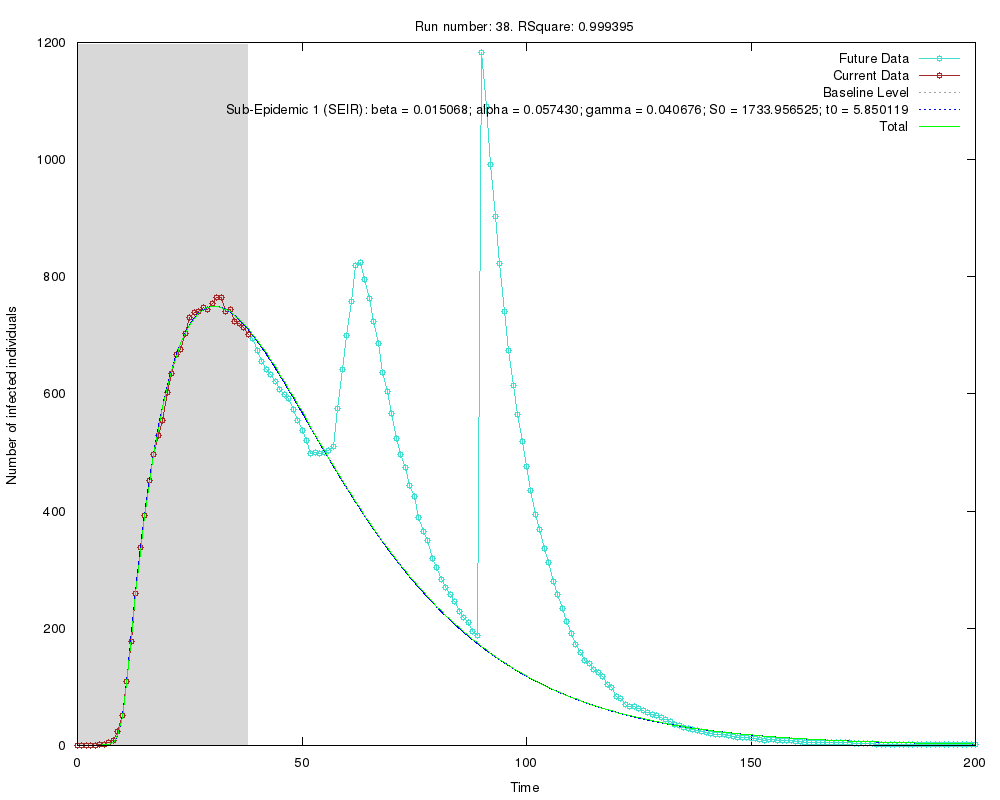 Run number: 38. RSquare: 0.999395
Future Data
Current Data
Baseline Level
Sub-Epidemic 1 (SEIR): beta = 0.015068; alpha = 0.057430; gamma = 0.040676; S0 = 1733.956525; t0 = 5.850119
Total
1200
1000
800
600
400
200
0
Number of infected individuals
0 50 100 150 200
Time